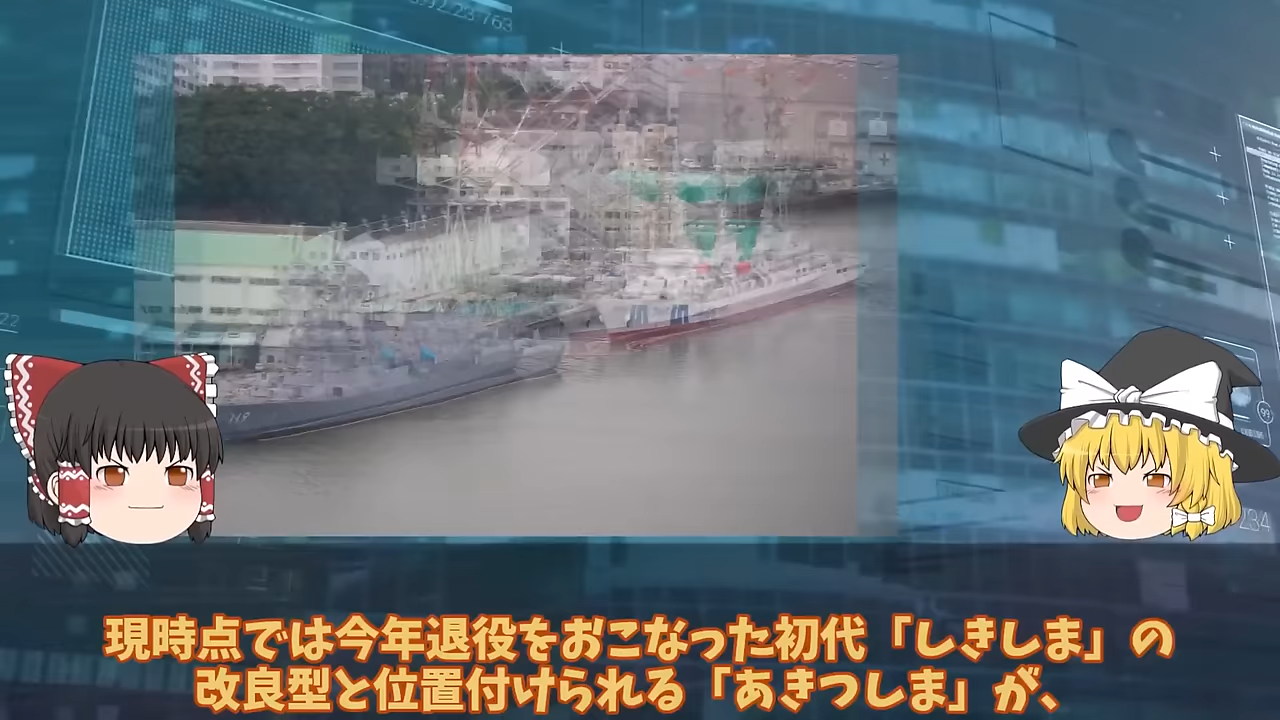 現時点では今年退役をおこなった初代「しきしま」の
改良型と位置付けられる「あきつしま」が、